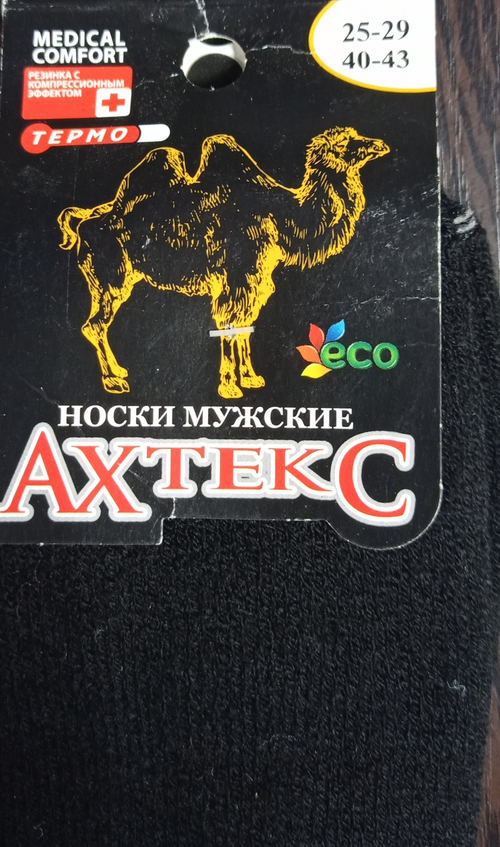 MEDICAL
COMFORT
РЕЗИНКА С
КОМПРЕССИОННЫМ
ЭФФЕКТОМ
ТЕРМО
25-29
40-43
eco
НОСКИ МУЖСКИЕ
АХТЕКС